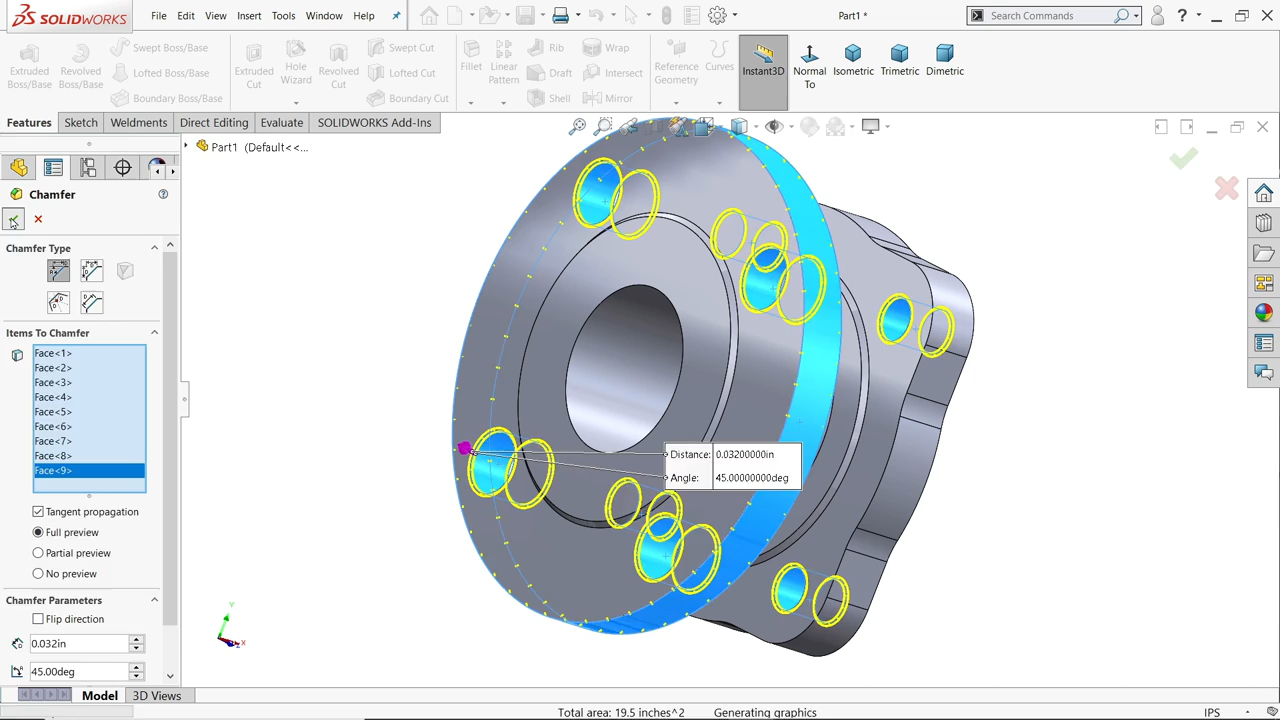 SOLIDWORKS
File Edit View Insert Tools Window Help
Part1 *
Search Commands
?
Extruded Boss/Base
Revolved Boss/Base
Swept Boss/Base
Lofted Boss/Base
Boundary Boss/Base
Extruded Cut
Hole Wizard
Revolved Cut
Swept Cut
Lofted Cut
Boundary Cut
Fillet
Linear Pattern
Rib
Draft
Shell
Wrap
Intersect
Mirror
Reference Geometry
Curves
Instant3D
Normal To
Isometric
Trimetric
Dimetric
Features Sketch Weldments Direct Editing Evaluate SOLIDWORKS Add-Ins
Part1 (Default<<...
Chamfer
Chamfer Type
Items To Chamfer
Face<1>
Face<2>
Face<3>
Face<4>
Face<5>
Face<6>
Face<7>
Face<8>
Face<9>
Tangent propagation
Full preview
Partial preview
No preview
Chamfer Parameters
Flip direction
0.032in
45.00deg
Distance: 0.03200000in
Angle: 45.00000000deg
Y
X
Model 3D Views
Total area: 19.5 inches^2 Generating graphics IPS